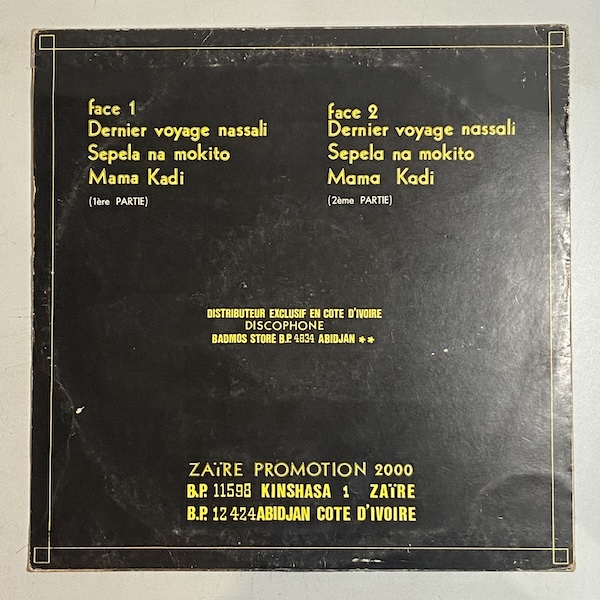 face 1
Dernier voyage nassali
Sepela na mokito
Mama Kadi
(1ère PARTIE)
face 2
Dernier voyage nassali
Sepela na mokito
Mama Kadi
(2ème PARTIE)
DISTRIBUTEUR EXCLUSIF EN COTE D'IVOIRE
DISCOPHONE
BADMOS STORE B.P. 4834 ABIDJAN **
ZAÏRE PROMOTION 2000
B.P. 11598 KINSHASA 1 ZAÏRE
B.P. 12424 ABIDJAN COTE D'IVOIRE